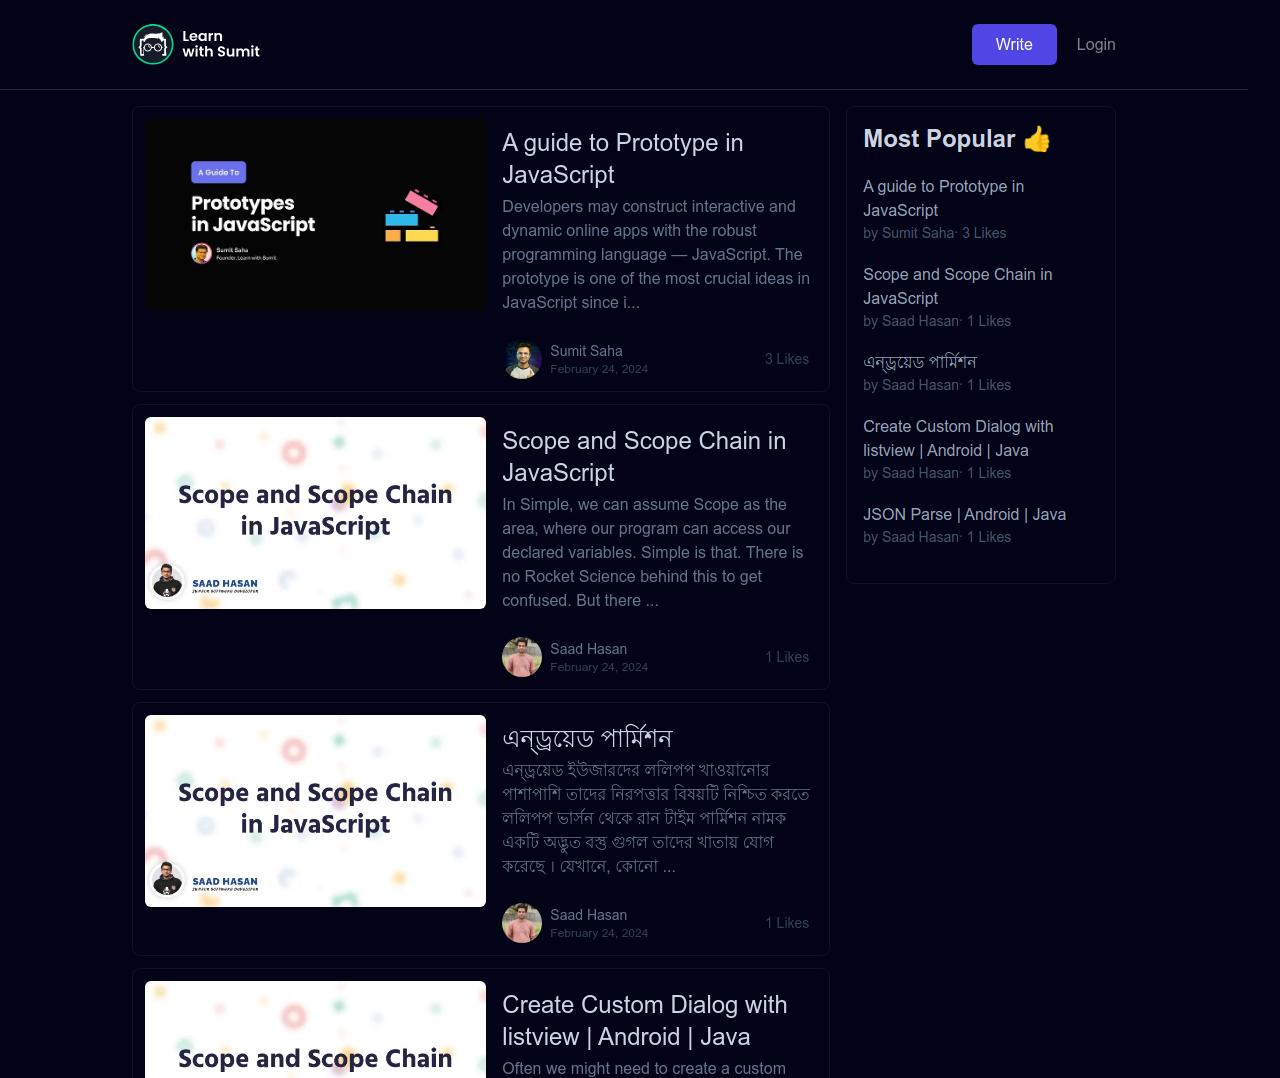 Learn
with Sumit
Write
Login
A Guide To
Prototypes
in JavaScript
Sumit Saha
Founder, Learn with Sumit
A guide to Prototype in
JavaScript
Developers may construct interactive and
dynamic online apps with the robust
programming language — JavaScript. The
prototype is one of the most crucial ideas in
JavaScript since i...
Sumit Saha
February 24, 2024
3 Likes
Scope and Scope Chain
in JavaScript
SAAD HASAN
JUNIOR SOFTWARE DEVELOPER
Scope and Scope Chain in
JavaScript
In Simple, we can assume Scope as the
area, where our program can access our
declared variables. Simple is that. There is
no Rocket Science behind this to get
confused. But there ...
Saad Hasan
February 24, 2024
1 Likes
Scope and Scope Chain
in JavaScript
SAAD HASAN
JUNIOR SOFTWARE DEVELOPER
এন্ড্রয়েড পার্মিশন
এন্ড্রয়েড ইউজারদের ললিপপ খাওয়ানোর
পাশাপাশি তাদের নিরপত্তার বিষয়টি নিশ্চিত করতে
ললিপপ ভার্সন থেকে রান টাইম পার্মিশন নামক
একটি অদ্ভুত বস্তু গুগল তাদের খাতায় যোগ
করেছে । যেখানে, কোনো ...
Saad Hasan
February 24, 2024
1 Likes
Scope and Scope Chain
Create Custom Dialog with
listview | Android | Java
Often we might need to create a custom
Most Popular 👍
A guide to Prototype in
JavaScript
by Sumit Saha· 3 Likes
Scope and Scope Chain in
JavaScript
by Saad Hasan· 1 Likes
এন্ড্রয়েড পার্মিশন
by Saad Hasan· 1 Likes
Create Custom Dialog with
listview | Android | Java
by Saad Hasan· 1 Likes
JSON Parse | Android | Java
by Saad Hasan· 1 Likes